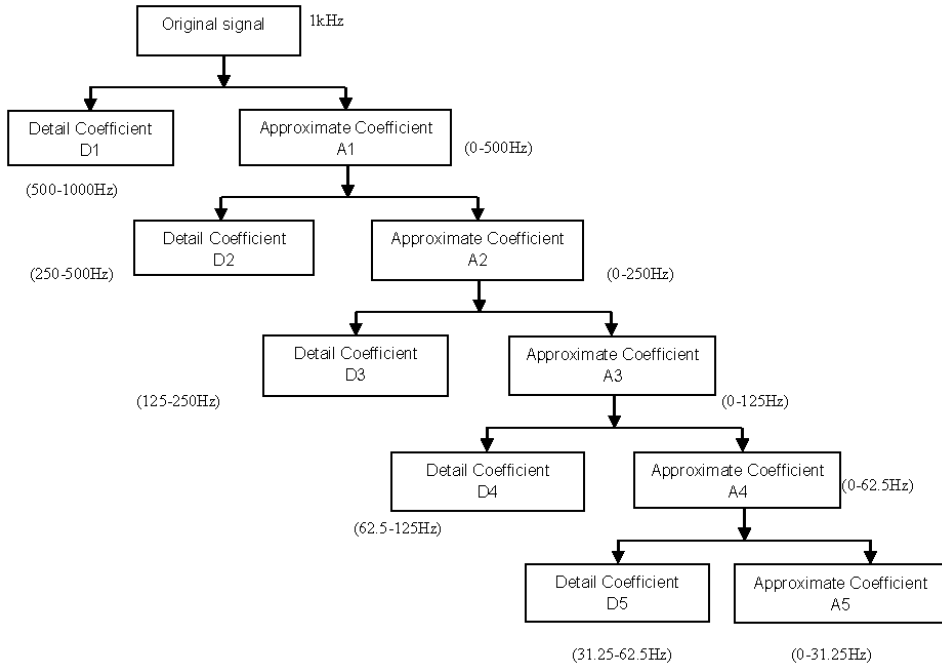 Original signal
1kHz
Detail Coefficient
D1
Approximate Coefficient
A1
(0-500Hz)
(500-1000Hz)
Detail Coefficient
D2
Approximate Coefficient
A2
(250-500Hz)
(0-250Hz)
Detail Coefficient
D3
Approximate Coefficient
A3
(125-250Hz)
(0-125Hz)
Detail Coefficient
D4
Approximate Coefficient
A4
(0-62.5Hz)
(62.5-125Hz)
Detail Coefficient
D5
Approximate Coefficient
A5
(31.25-62.5Hz)
(0-31.25Hz)